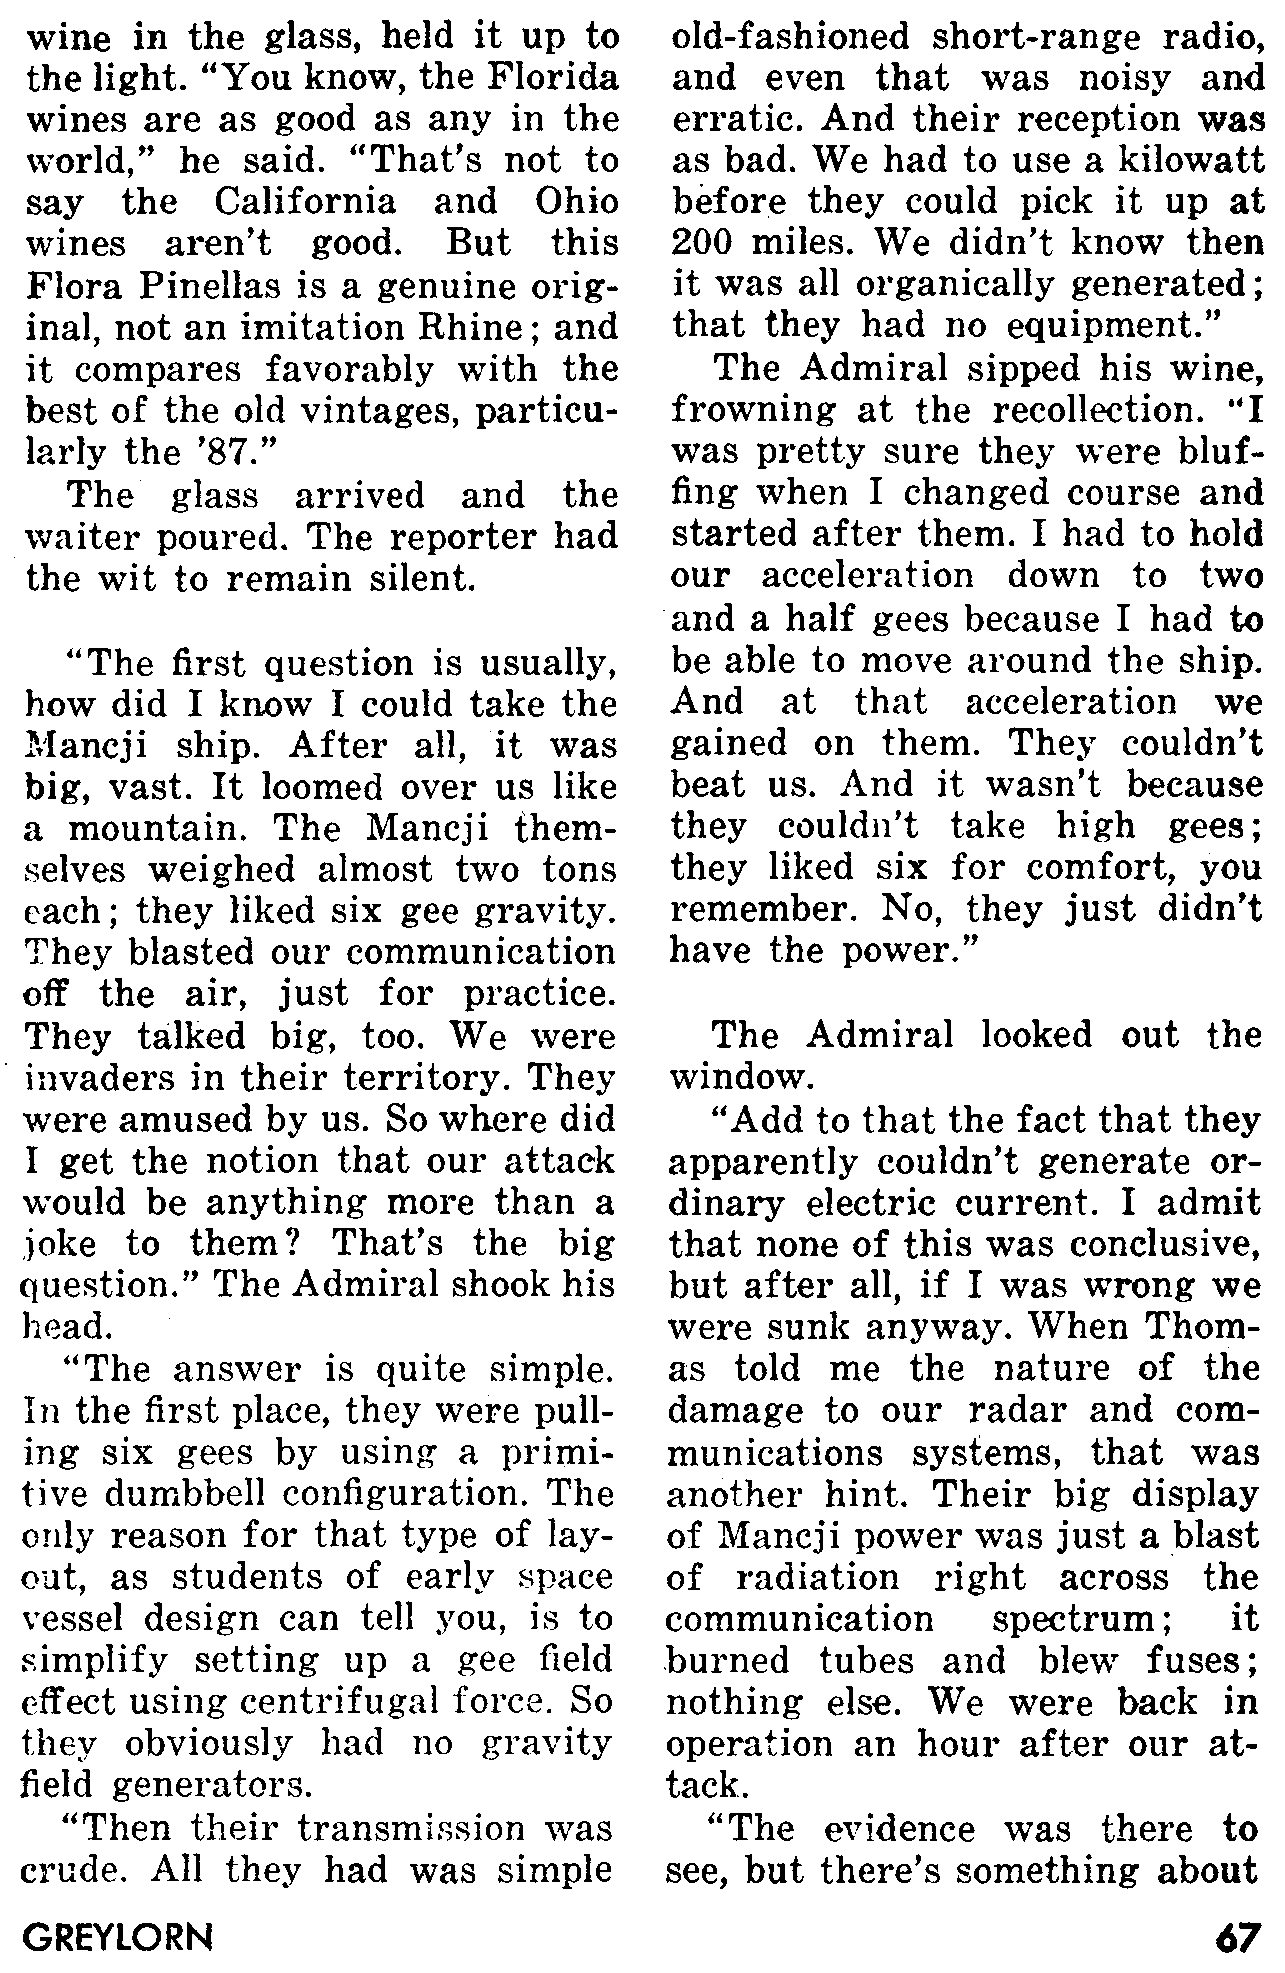 wine in the glass, held it up to
the light. “You know, the Florida
wines are as good as any in the
world,” he said. “That’s not to
say the California and Ohio
wines aren’t good. But this
Flora Pinellas is a genuine orig-
inal, not an imitation Rhine; and
it compares favorably with the
best of the old vintages, particu-
larly the ’87.”
The glass arrived and the
waiter poured. The reporter had
the wit to remain silent.
“The first question is usually,
how did I know I could take the
Mancji ship. After all, it was
big, vast. It loomed over us like
a mountain. The Mancji them-
selves weighed almost two tons
each; they liked six gee gravity.
They blasted our communication
off the air, just for practice.
They talked big, too. We were
invaders in their territory. They
were amused by us. So where did
I get the notion that our attack
would be anything more than a
joke to them? That’s the big
question.” The Admiral shook his
head.
“The answer is quite simple.
In the first place, they were pull-
ing six gees by using a primi-
tive dumbbell configuration. The
only reason for that type of lay-
out, as students of early space
vessel design can tell you, is to
simplify setting up a gee field
effect using centrifugal force. So
they obviously had no gravity
field generators.
“Then their transmission was
crude. All they had was simple
old-fashioned short-range radio,
and even that was noisy and
erratic. And their reception was
as bad. We had to use a kilowatt
before they could pick it up at
200 miles. We didn’t know then
it was all organically generated;
that they had no equipment.”
The Admiral sipped his wine,
frowning at the recollection. “I
was pretty sure they were bluf-
fing when I changed course and
started after them. I had to hold
our acceleration down to two
and a half gees because I had to
be able to move around the ship.
And at that acceleration we
gained on them. They couldn’t
beat us. And it wasn’t because
they couldn’t take high gees;
they liked six for comfort, you
remember. No, they just didn’t
have the power.”
The Admiral looked out the
window.
“Add to that the fact that they
apparently couldn’t generate or-
dinary electric current. I admit
that none of this was conclusive,
but after all, if I was wrong we
were sunk anyway. When Thom-
as told me the nature of the
damage to our radar and com-
munications systems, that was
another hint. Their big display
of Mancji power was just a blast
of radiation right across the
communication spectrum; it
burned tubes and blew fuses;
nothing else. We were back in
operation an hour after our at-
tack.
“The evidence was there to
see, but there’s something about
GREYLORN 67